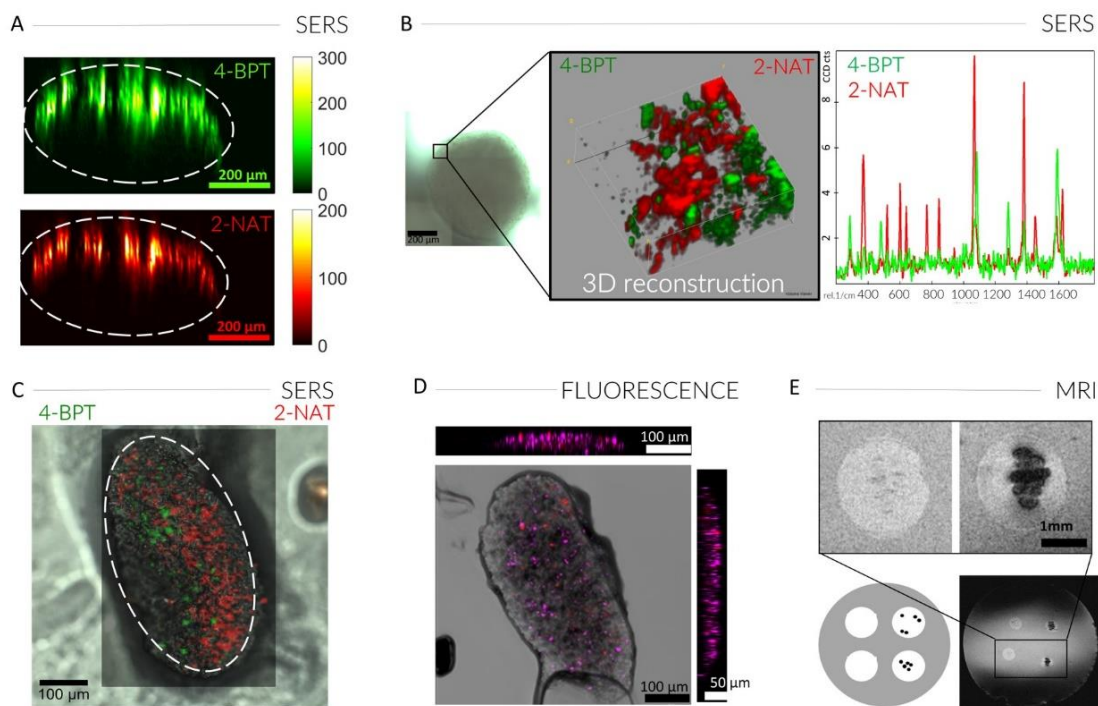 A
SERS
4-BPT
200 µm
300
200
100
0
2-NAT
200 µm
200
100
0
B
SERS
200 µm
4-BPT
2-NAT
3D reconstruction
CCD cts
4-BPT
2-NAT
8
6
4
2
rel.1/cm 400 600 800 1000 1200 1400 1600
C
SERS
4-BPT
2-NAT
100 µm
D
FLUORESCENCE
100 µm
100 µm
50 µm
E
MRI
1mm